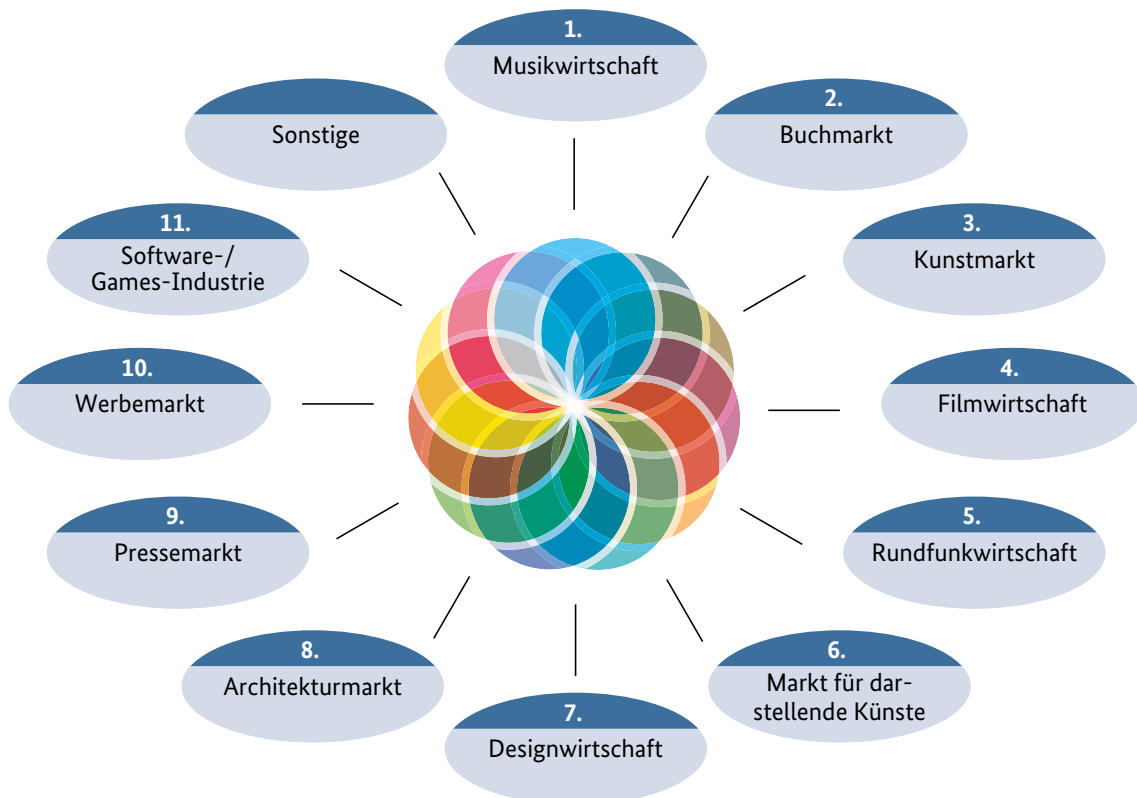 1.
Musikwirtschaft
2.
Buchmarkt
3.
Kunstmarkt
4.
Filmwirtschaft
5.
Rundfunkwirtschaft
6.
Markt für dar-
stellende Künste
7.
Designwirtschaft
8.
Architekturmarkt
9.
Pressemarkt
10.
Werbemarkt
11.
Software-/
Games-Industrie
Sonstige